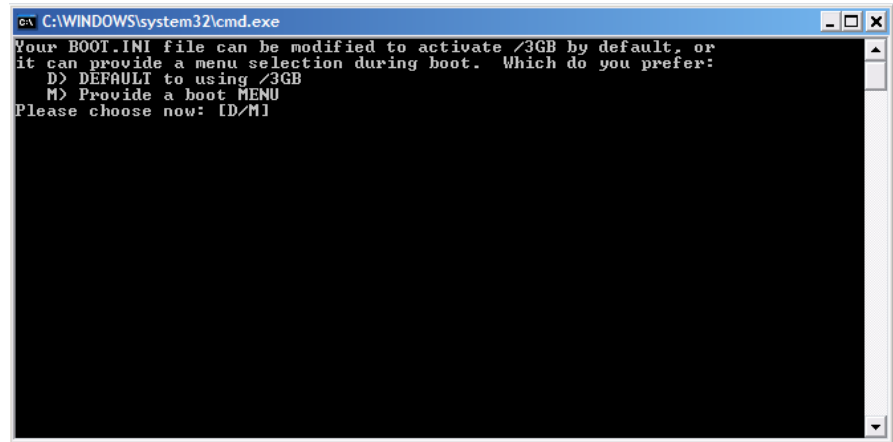 C:\WINDOWS\system32\cmd.exe
Your BOOT.INI file can be modified to activate /3GB by default, or
it can provide a menu selection during boot.  Which do you prefer:
   D) DEFAULT to using /3GB
   M) Provide a boot MENU
Please choose now: [D/M]